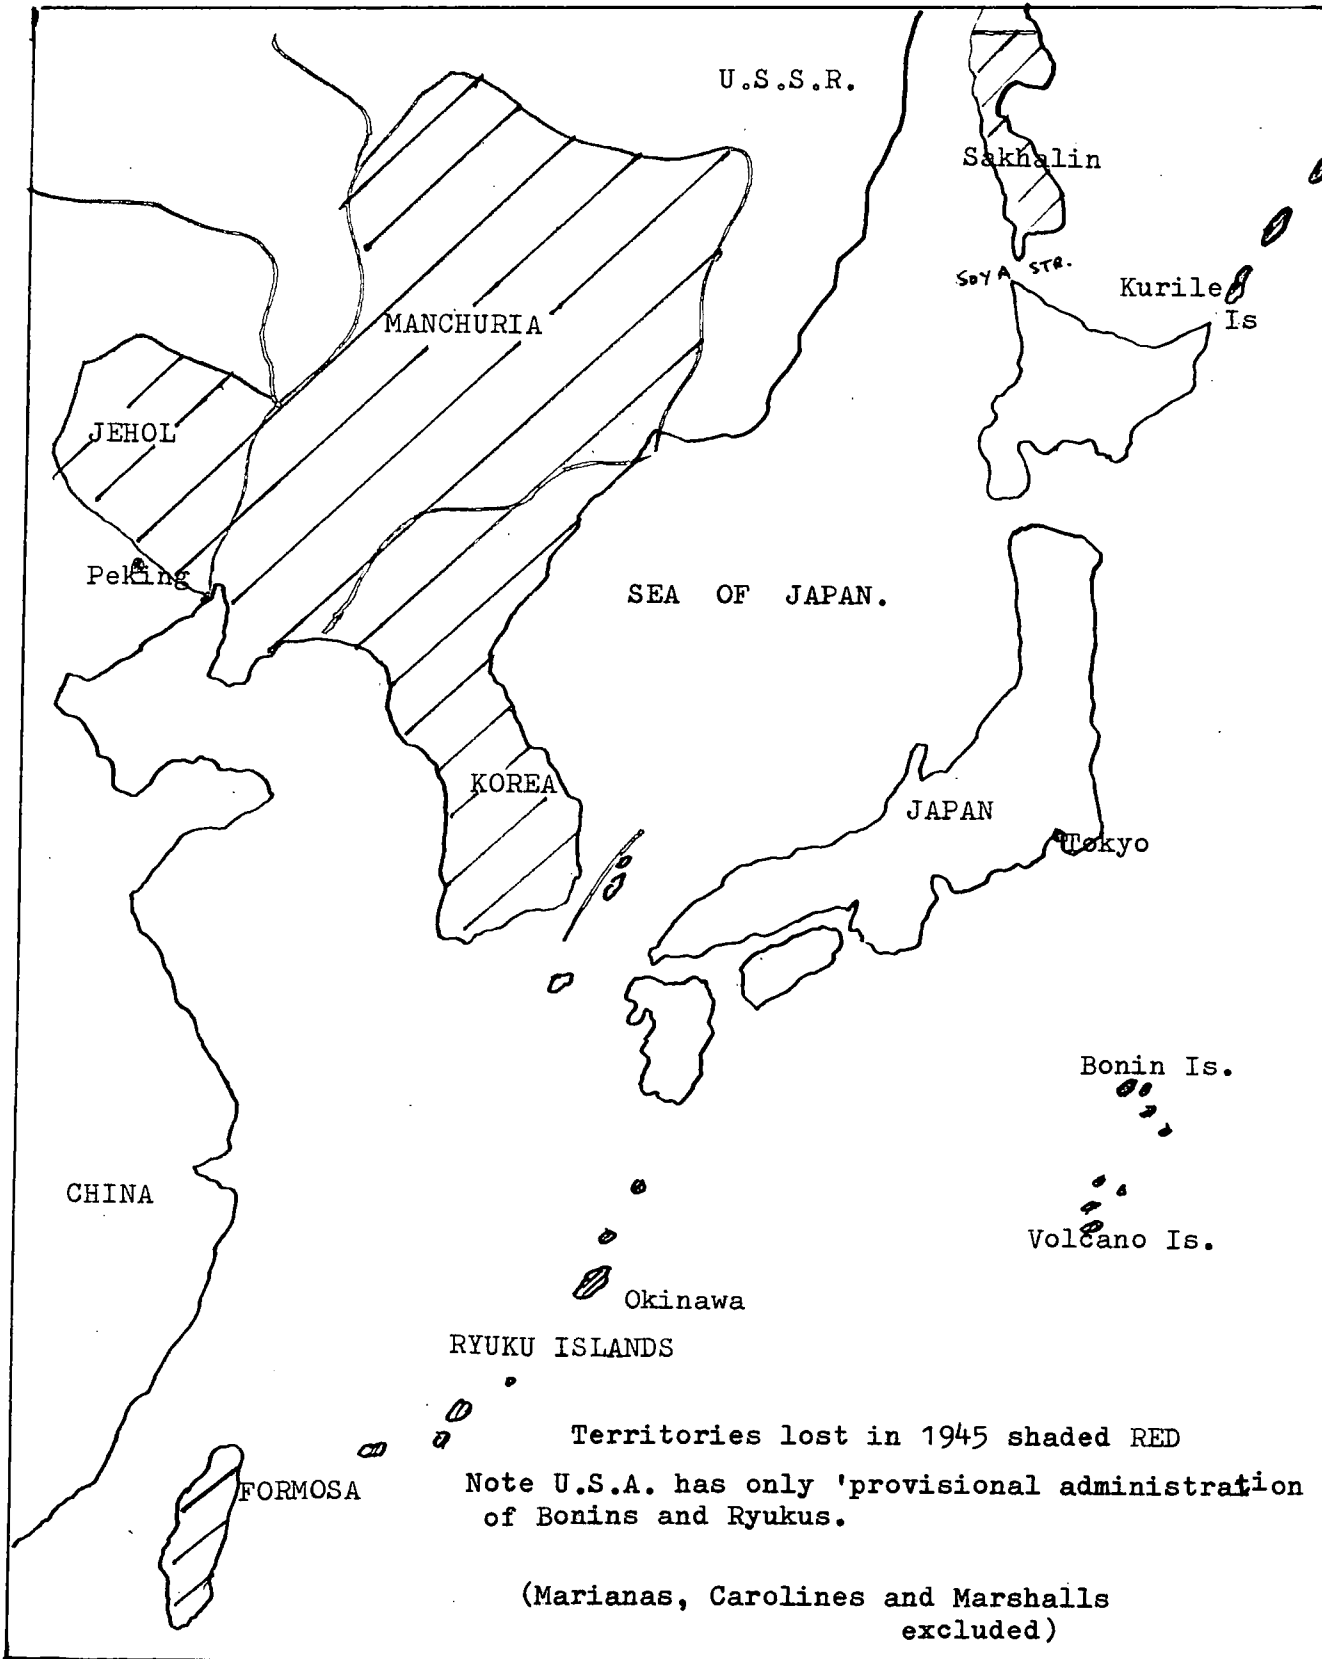 U.S.S.R.
Sakhalin
SOYA STR.
Kurile
Is
MANCHURIA
JEHOL
Peking
SEA OF JAPAN.
KOREA
JAPAN
Tokyo
Bonin Is.
CHINA
Volcano Is.
Okinawa
RYUKU ISLANDS
Territories lost in 1945 shaded RED
FORMOSA
Note U.S.A. has only 'provisional administration
of Bonins and Ryukus.
(Marianas, Carolines and Marshalls
excluded)